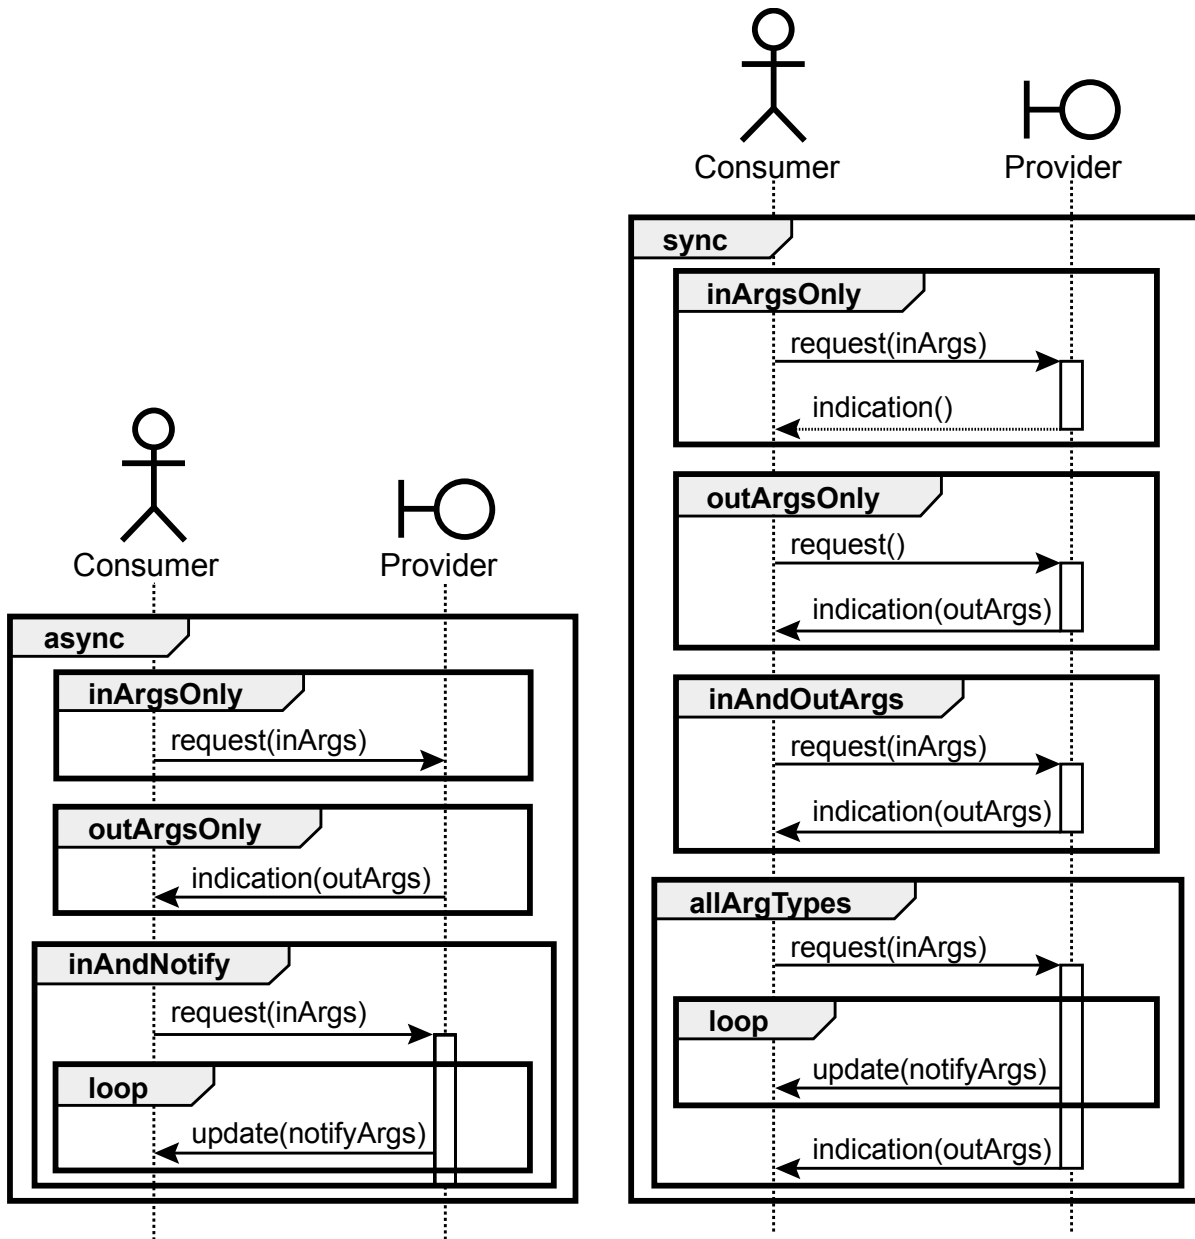 Consumer
Provider
async
inArgsOnly
request(inArgs)
outArgsOnly
indication(outArgs)
inAndNotify
request(inArgs)
loop
update(notifyArgs)
Consumer
Provider
sync
inArgsOnly
request(inArgs)
indication()
outArgsOnly
request()
indication(outArgs)
inAndOutArgs
request(inArgs)
indication(outArgs)
allArgTypes
request(inArgs)
loop
update(notifyArgs)
indication(outArgs)